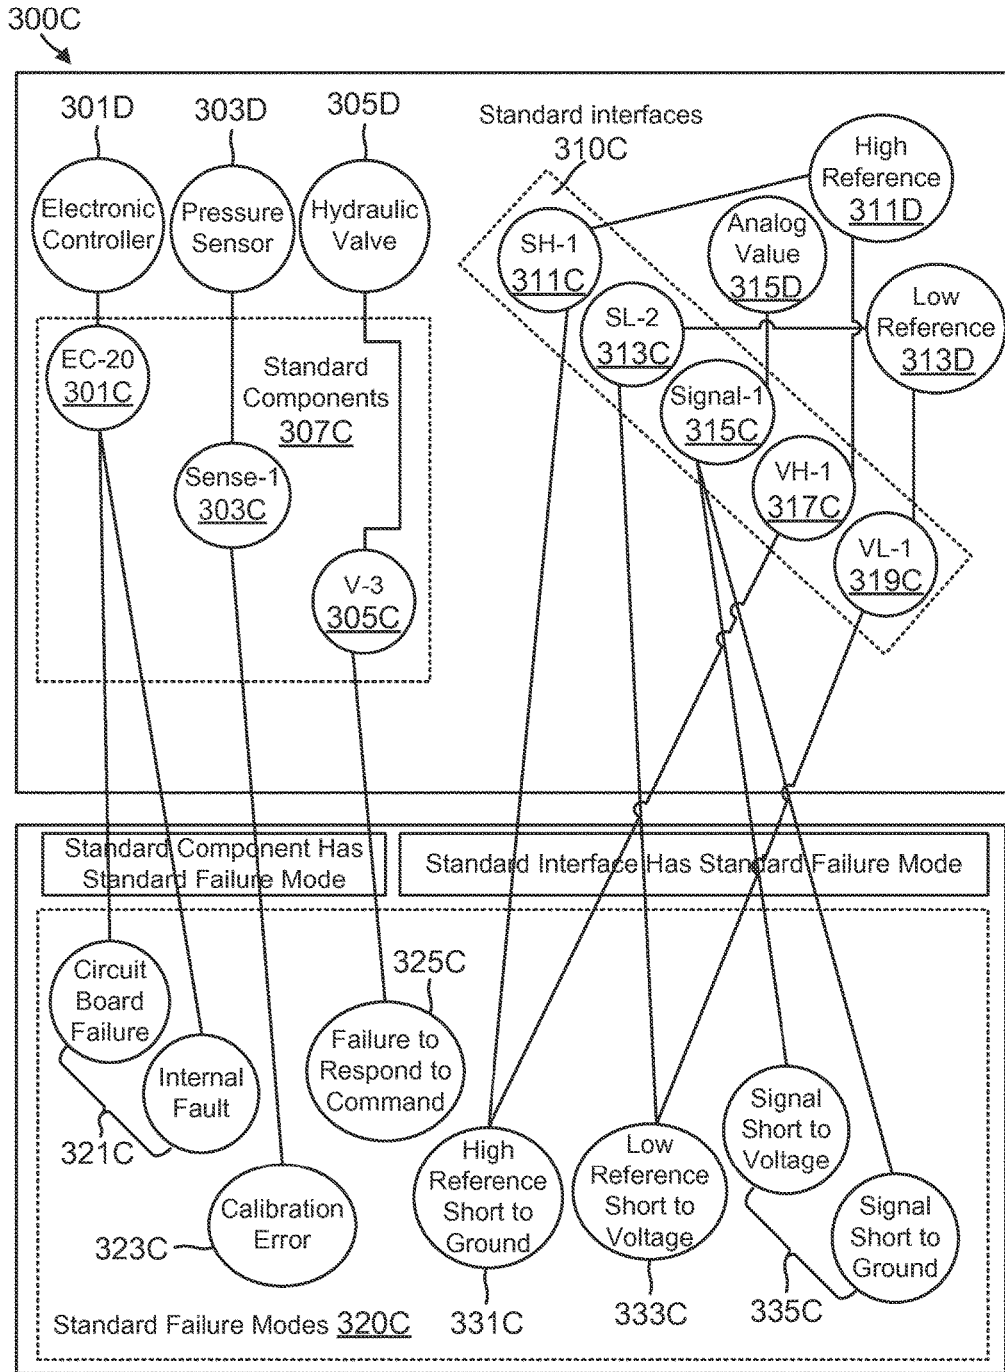 300C
301D
303D
305D
Electronic
Controller
Pressure
Sensor
Hydraulic
Valve
Standard interfaces
310C
High
Reference
311D
Analog
Value
315D
Low
Reference
313D
SH-1
311C
SL-2
313C
Signal-1
315C
VH-1
317C
VL-1
319C
EC-20
301C
Standard
Components
307C
Sense-1
303C
V-3
305C
Standard Component Has
Standard Failure Mode
Standard Interface Has Standard Failure Mode
Circuit
Board
Failure
Internal
Fault
321C
325C
Failure to
Respond to
Command
Calibration
Error
323C
High
Reference
Short to
Ground
331C
Low
Reference
Short to
Voltage
333C
Signal
Short to
Voltage
Signal
Short to
Ground
335C
Standard Failure Modes 320C